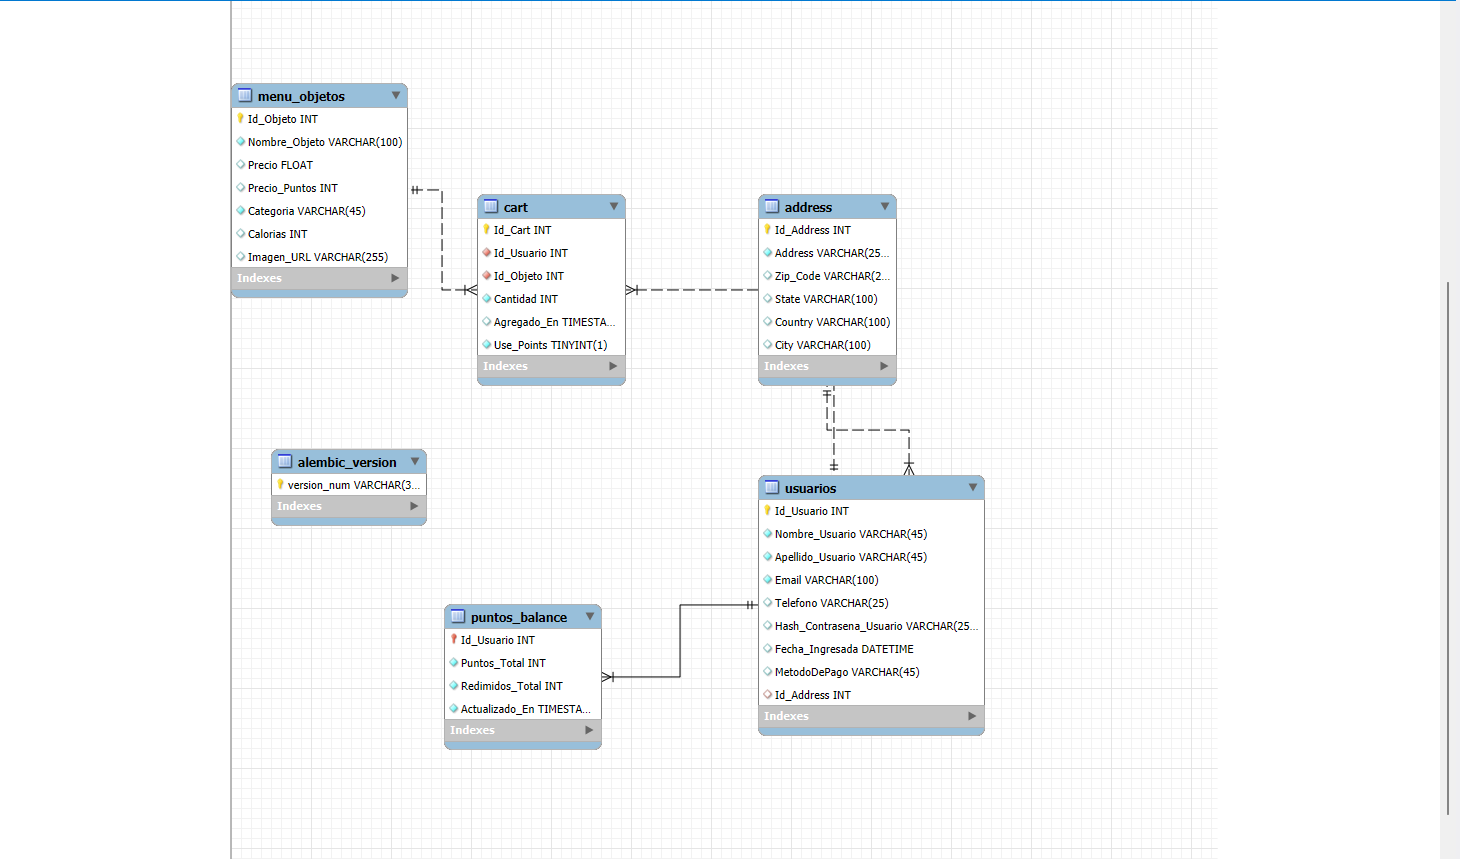 menu_objetos
Id_Objeto INT
Nombre_Objeto VARCHAR(100)
Precio FLOAT
Precio_Puntos INT
Categoria VARCHAR(45)
Calorias INT
Imagen_URL VARCHAR(255)
Indexes
cart
Id_Cart INT
Id_Usuario INT
Id_Objeto INT
Cantidad INT
Agregado_En TIMESTA...
Use_Points TINYINT(1)
Indexes
address
Id_Address INT
Address VARCHAR(25...
Zip_Code VARCHAR(2...
State VARCHAR(100)
Country VARCHAR(100)
City VARCHAR(100)
Indexes
alembic_version
version_num VARCHAR(3...
Indexes
usuarios
Id_Usuario INT
Nombre_Usuario VARCHAR(45)
Apellido_Usuario VARCHAR(45)
Email VARCHAR(100)
Telefono VARCHAR(25)
Hash_Contrasena_Usuario VARCHAR(25...
Fecha_Ingresada DATETIME
MetodoDePago VARCHAR(45)
Id_Address INT
Indexes
puntos_balance
Id_Usuario INT
Puntos_Total INT
Redimidos_Total INT
Actualizado_En TIMESTA...
Indexes